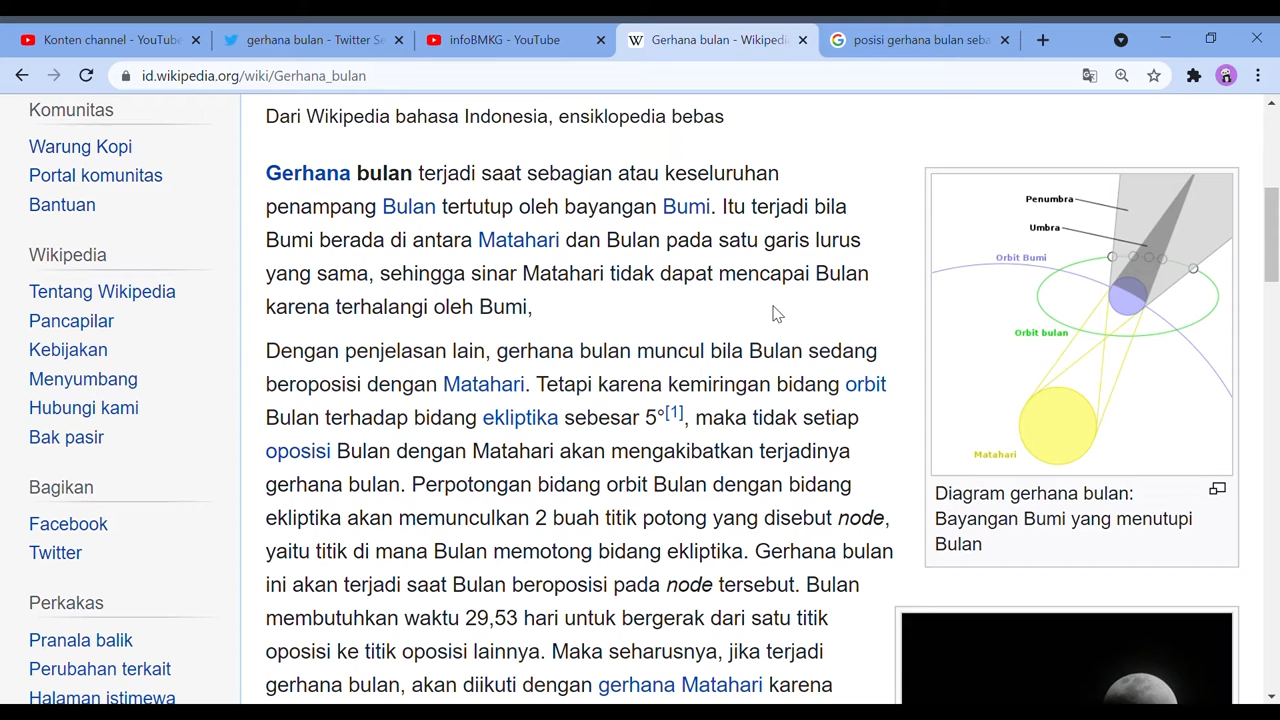 Konten channel - YouTube
gerhana bulan - Twitter Se
infoBMKG - YouTube
Gerhana bulan - Wikipedi
posisi gerhana bulan seba
id.wikipedia.org/wiki/Gerhana_bulan
Komunitas
Warung Kopi
Portal komunitas
Bantuan
Wikipedia
Tentang Wikipedia
Pancapilar
Kebijakan
Menyumbang
Hubungi kami
Bak pasir
Bagikan
Facebook
Twitter
Perkakas
Pranala balik
Perubahan terkait
Halaman istimewa
Dari Wikipedia bahasa Indonesia, ensiklopedia bebas
Gerhana bulan terjadi saat sebagian atau keseluruhan
penampang Bulan tertutup oleh bayangan Bumi. Itu terjadi bila
Bumi berada di antara Matahari dan Bulan pada satu garis lurus
yang sama, sehingga sinar Matahari tidak dapat mencapai Bulan
karena terhalangi oleh Bumi,
Dengan penjelasan lain, gerhana bulan muncul bila Bulan sedang
beroposisi dengan Matahari. Tetapi karena kemiringan bidang orbit
Bulan terhadap bidang ekliptika sebesar 5°[1], maka tidak setiap
oposisi Bulan dengan Matahari akan mengakibatkan terjadinya
gerhana bulan. Perpotongan bidang orbit Bulan dengan bidang
ekliptika akan memunculkan 2 buah titik potong yang disebut node,
yaitu titik di mana Bulan memotong bidang ekliptika. Gerhana bulan
ini akan terjadi saat Bulan beroposisi pada node tersebut. Bulan
membutuhkan waktu 29,53 hari untuk bergerak dari satu titik
oposisi ke titik oposisi lainnya. Maka seharusnya, jika terjadi
gerhana bulan, akan diikuti dengan gerhana Matahari karena
Penumbra
Umbra
Orbit Bumi
Orbit bulan
Matahari
Diagram gerhana bulan:
Bayangan Bumi yang menutupi
Bulan